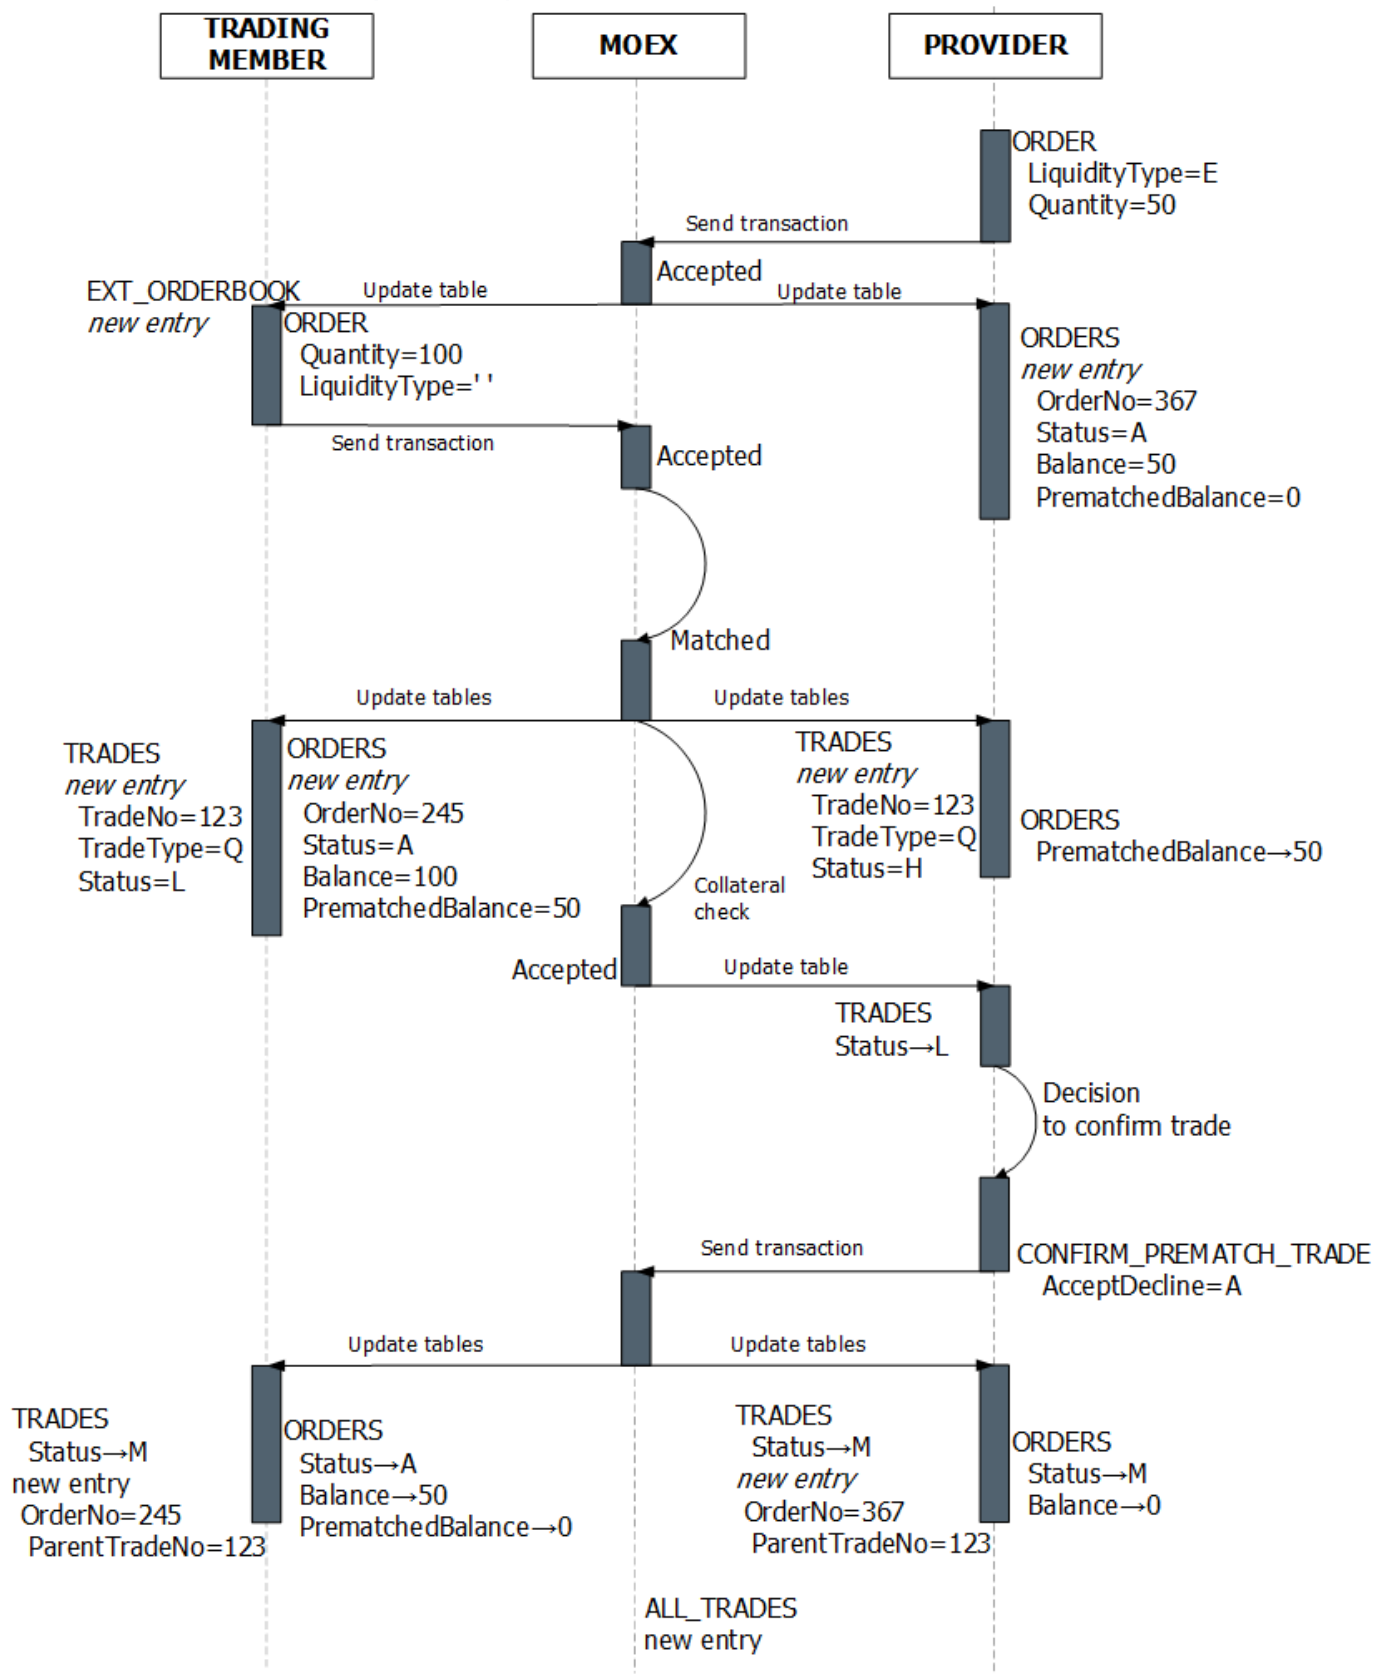 TRADING
MEMBER
MOEX
PROVIDER
ORDER
LiquidityType=E
Quantity=50
Send transaction
Accepted
EXT_ORDERBOOK
new entry
Update table
Update table
ORDER
Quantity=100
LiquidityType=' '
ORDERS
new entry
OrderNo=367
Status=A
Balance=50
PrematchedBalance=0
Send transaction
Accepted
Matched
Update tables
Update tables
TRADES
new entry
TradeNo=123
TradeType=Q
Status=L
ORDERS
new entry
OrderNo=245
Status=A
Balance=100
PrematchedBalance=50
TRADES
new entry
TradeNo=123
TradeType=Q
Status=H
ORDERS
PrematchedBalance→50
Collateral
check
Accepted
Update table
TRADES
Status→L
Decision
to confirm trade
Send transaction
CONFIRM_PREMATCH_TRADE
AcceptDecline=A
Update tables
Update tables
TRADES
Status→M
new entry
OrderNo=245
ParentTradeNo=123
ORDERS
Status→A
Balance→50
PrematchedBalance→0
TRADES
Status→M
new entry
OrderNo=367
ParentTradeNo=123
ORDERS
Status→M
Balance→0
ALL_TRADES
new entry